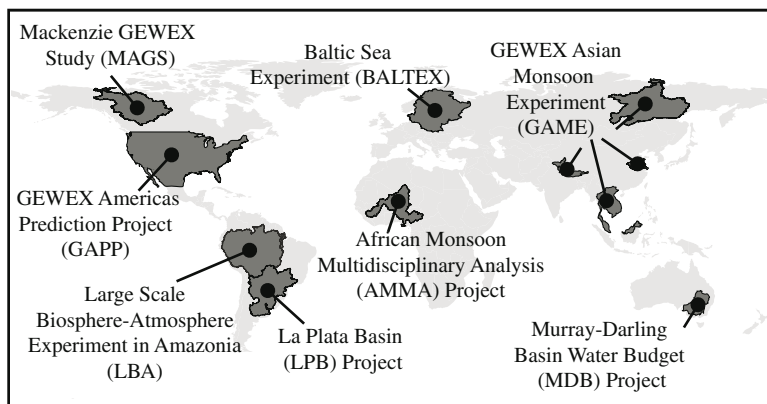 Mackenzie GEWEX
Study (MAGS)
Baltic Sea
Experiment (BALTEX)
GEWEX Asian
Monsoon
Experiment
(GAME)
GEWEX Americas
Prediction Project
(GAPP)
African Monsoon
Multidisciplinary Analysis
(AMMA) Project
Large Scale
Biosphere-Atmosphere
Experiment in Amazonia
(LBA)
La Plata Basin
(LPB) Project
Murray-Darling
Basin Water Budget
(MDB) Project